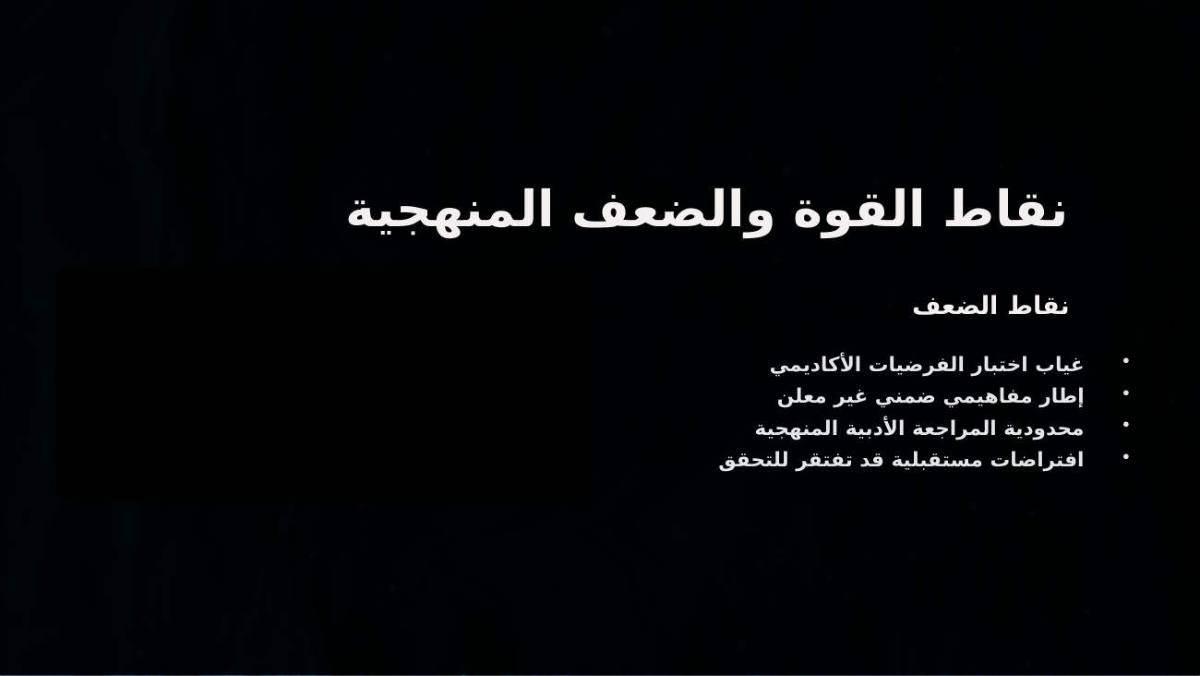 نقاط القوة والضعف المنهجية
نقاط الضعف
• غياب اختبار الفرضيات الأكاديمي
• إطار مفاهيمي ضمني غير معلن
• محدودية المراجعة الأدبية المنهجية
• افتراضات مستقبلية قد تفتقر للتحقق